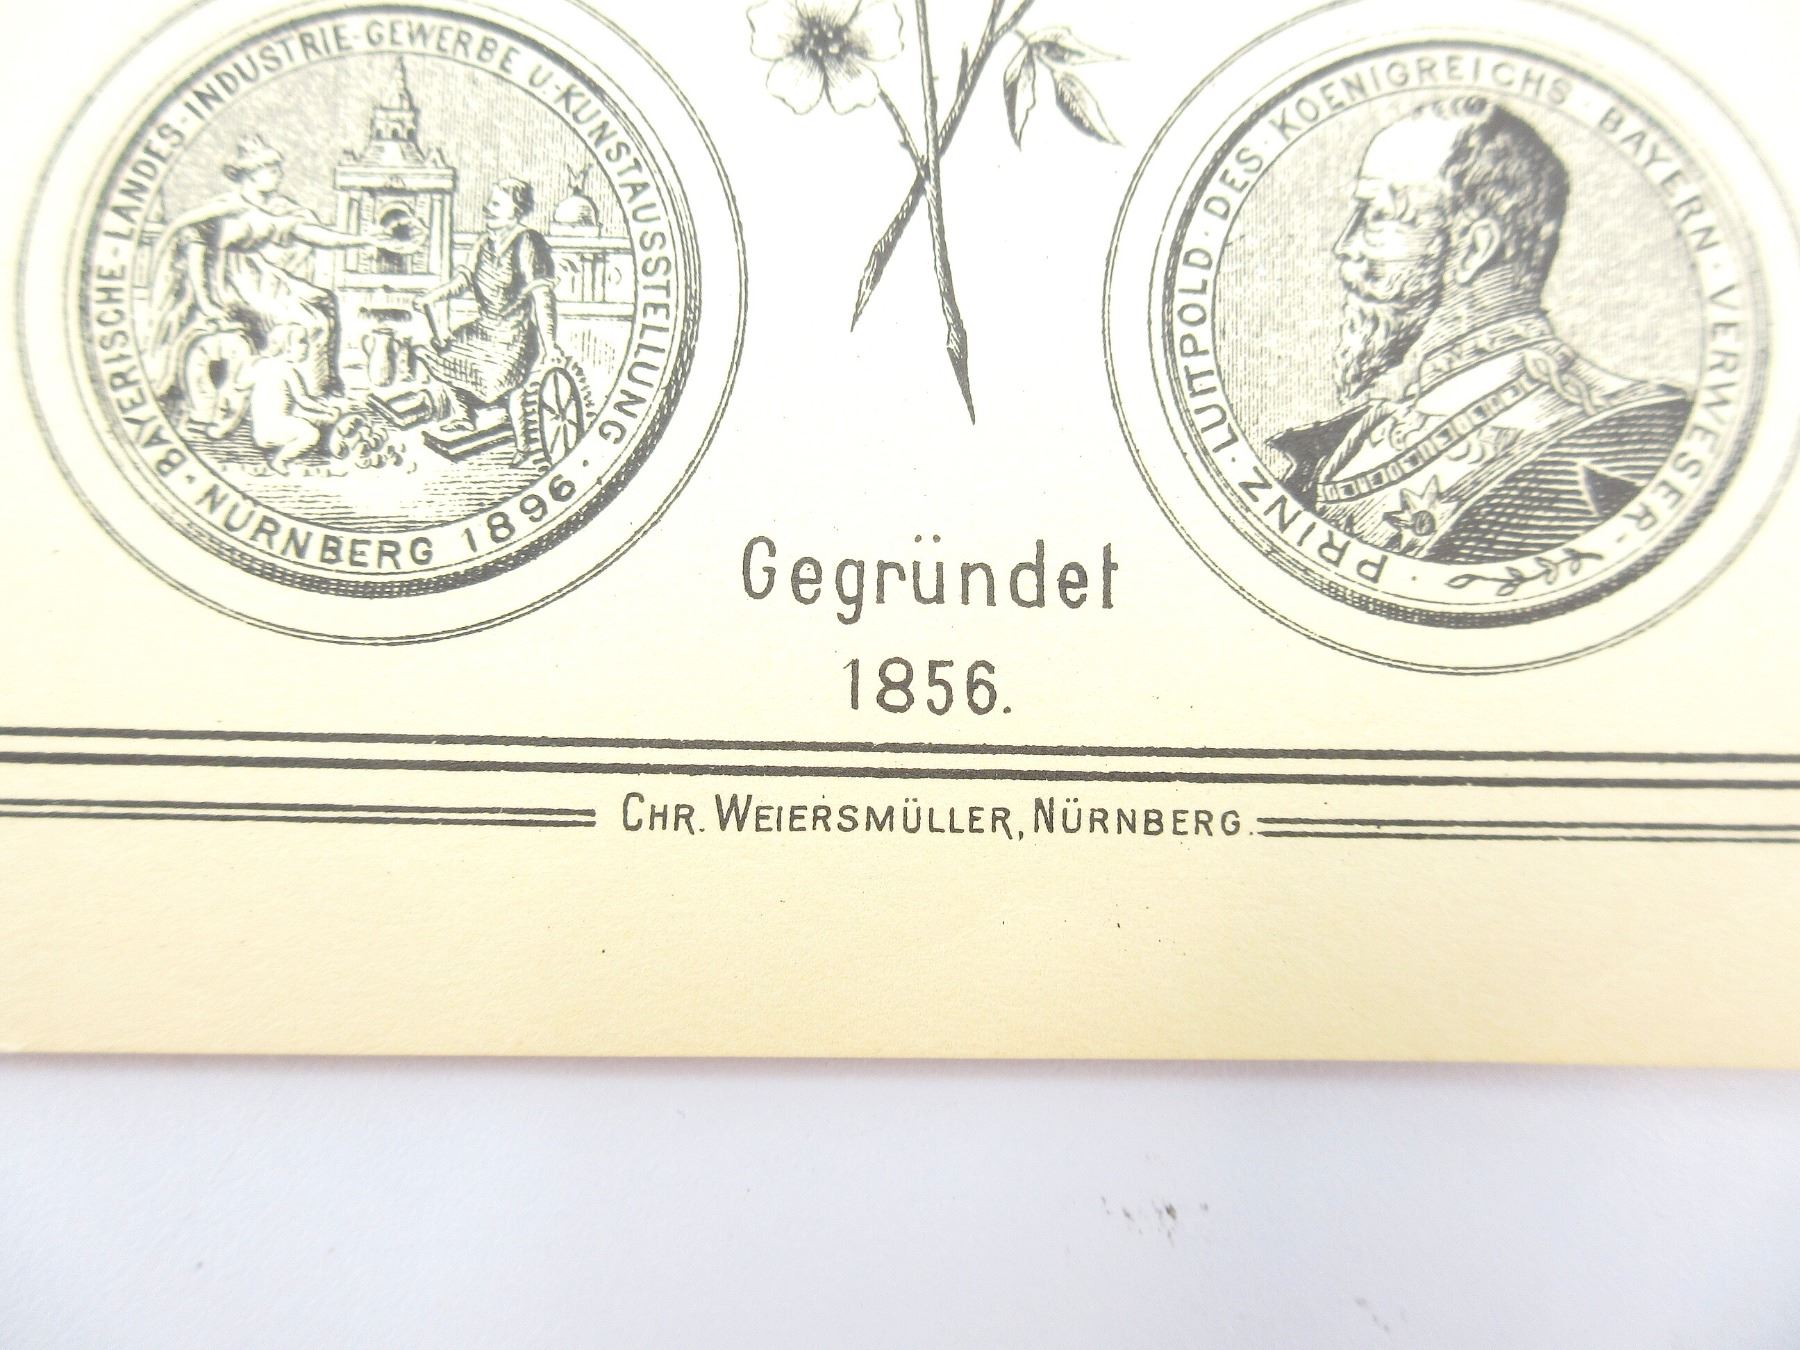 BAYERISCHE-LANDES-INDUSTRIE-GEWERBE U.KUNSTAUSSTELLUNG
· NÜRNBERG 1896 ·
PRINZ·LUITPOLD·DES·KOENIGREICHS·BAYERN·VERWESER-
Gegründet
1856.
CHR. WEIERSMÜLLER, NÜRNBERG.